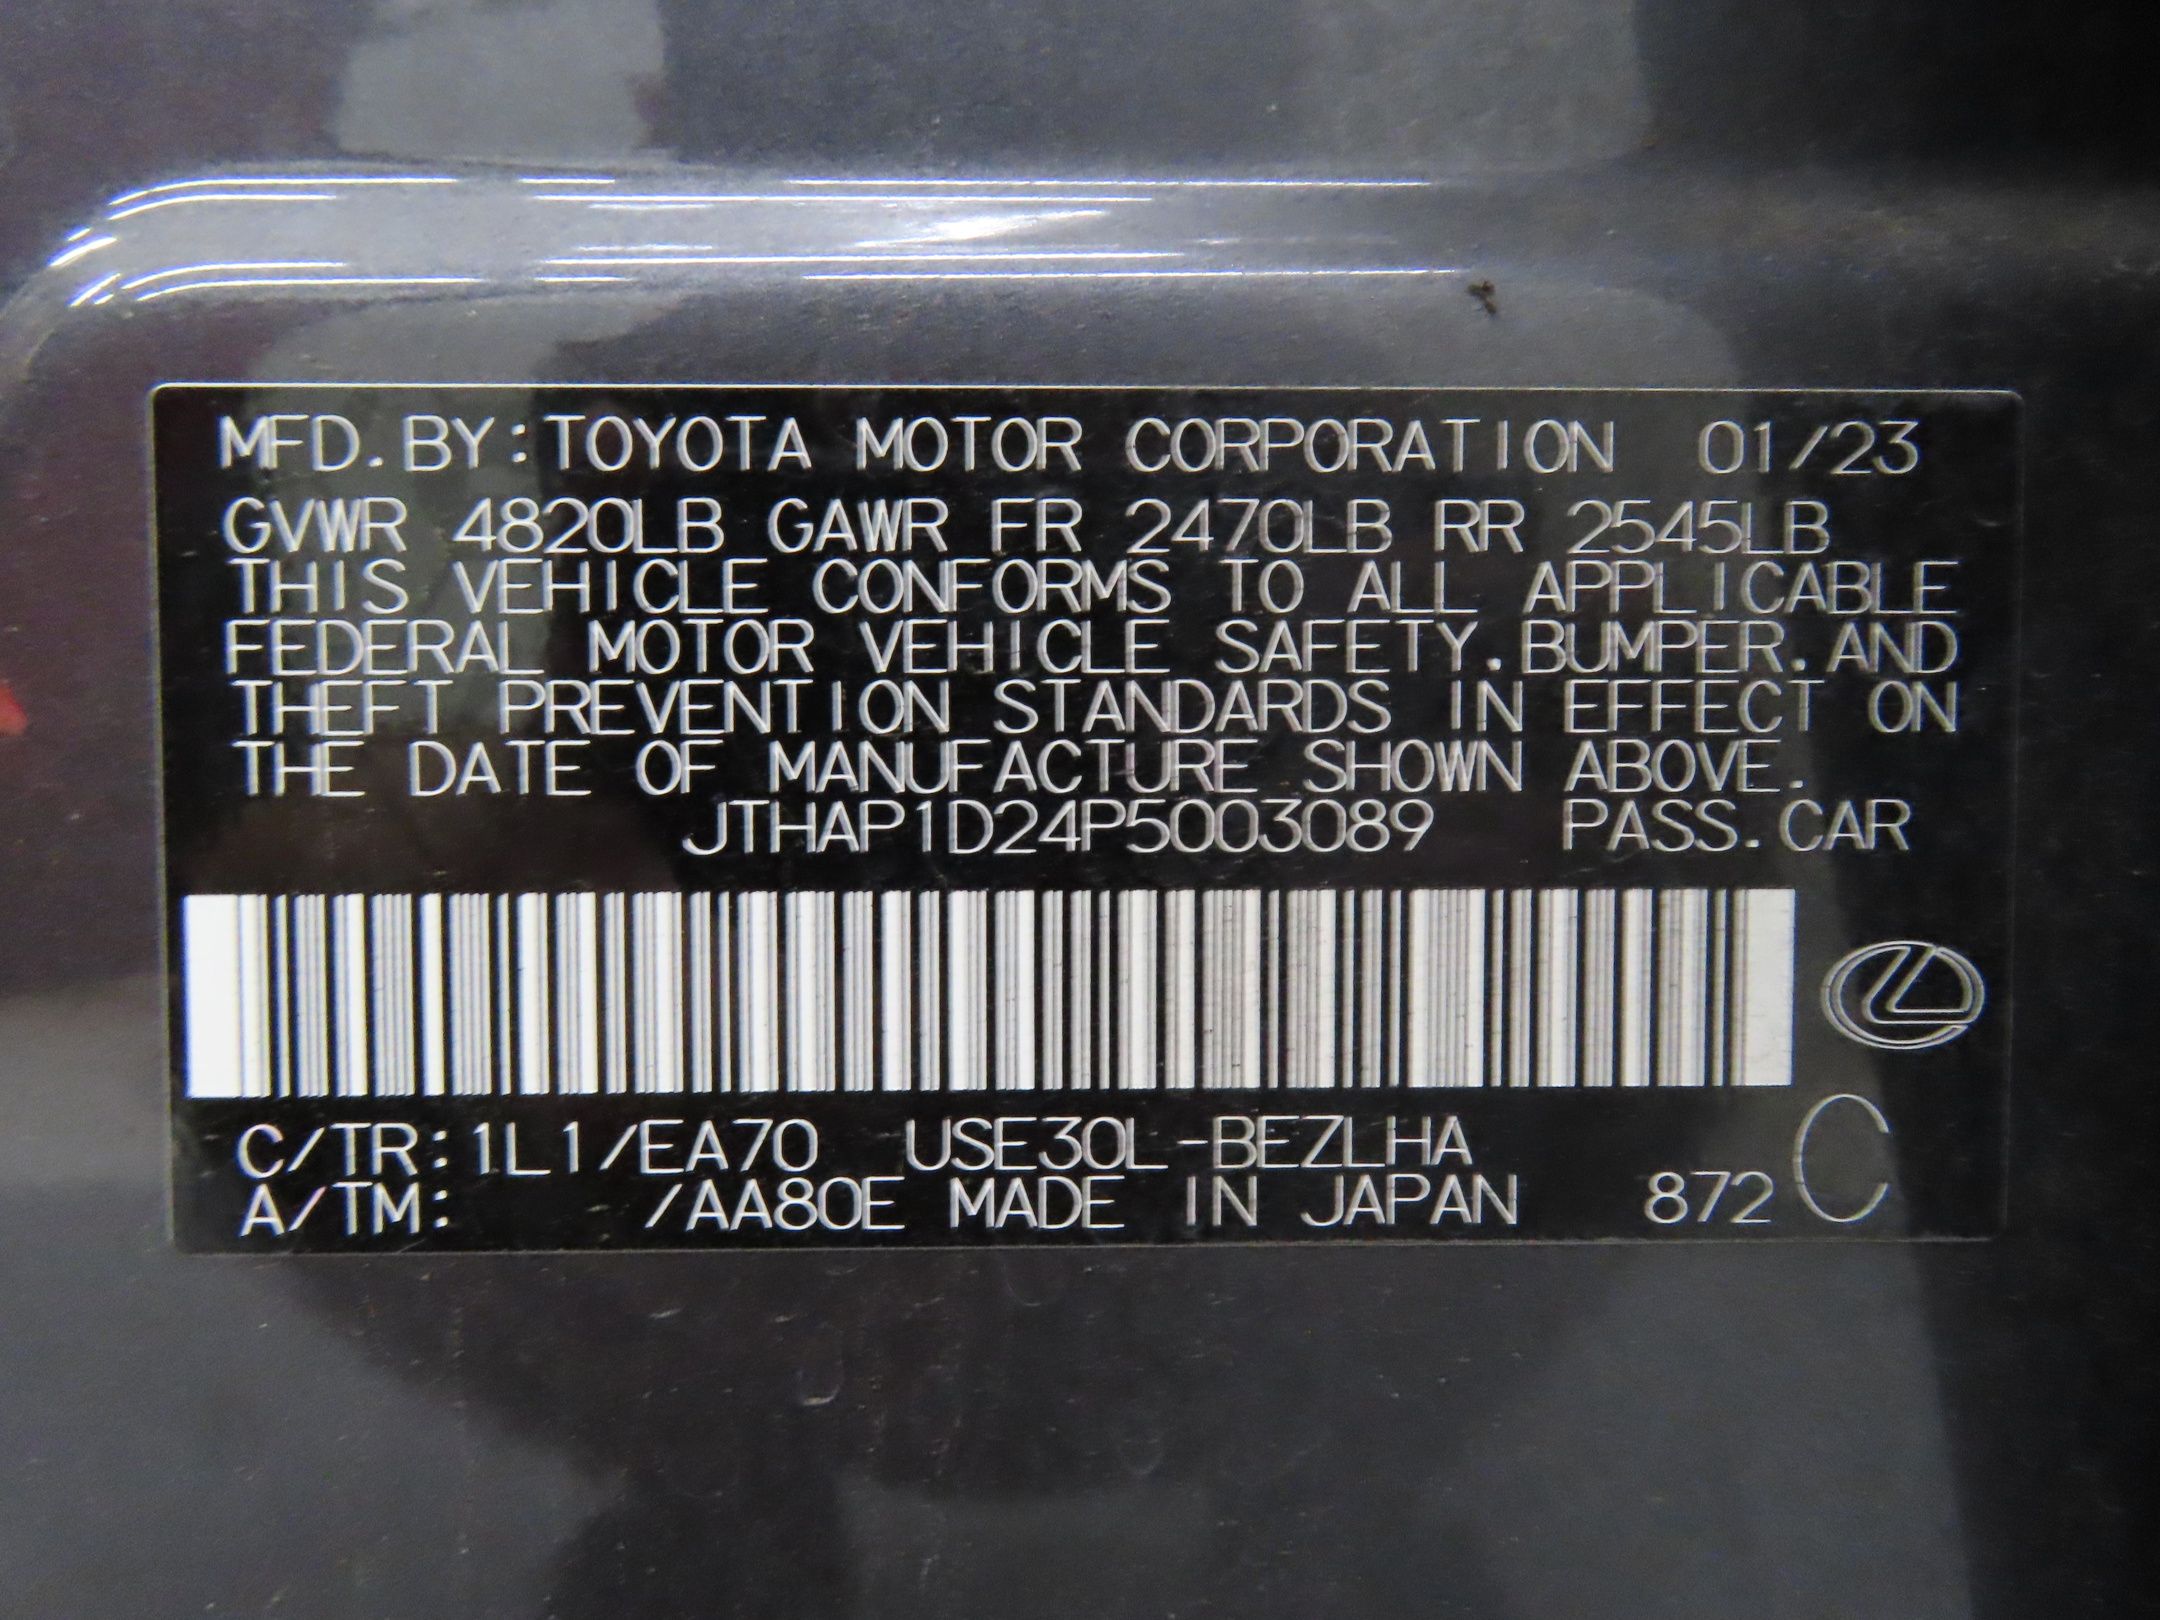 MFD.BY:TOYOTA MOTOR CORPORATION 01/23
GVWR 4820LB GAWR FR 2470LB RR 2545LB
THIS VEHICLE CONFORMS TO ALL APPLICABLE
FEDERAL MOTOR VEHICLE SAFETY.BUMPER.AND
THEFT PREVENTION STANDARDS IN EFFECT ON
THE DATE OF MANUFACTURE SHOWN ABOVE.
JTHAP1D24P5003089 PASS.CAR
C/TR:1L1/EA70 USE30L-BEZLHA
A/TM: /AA80E MADE IN JAPAN 872 C